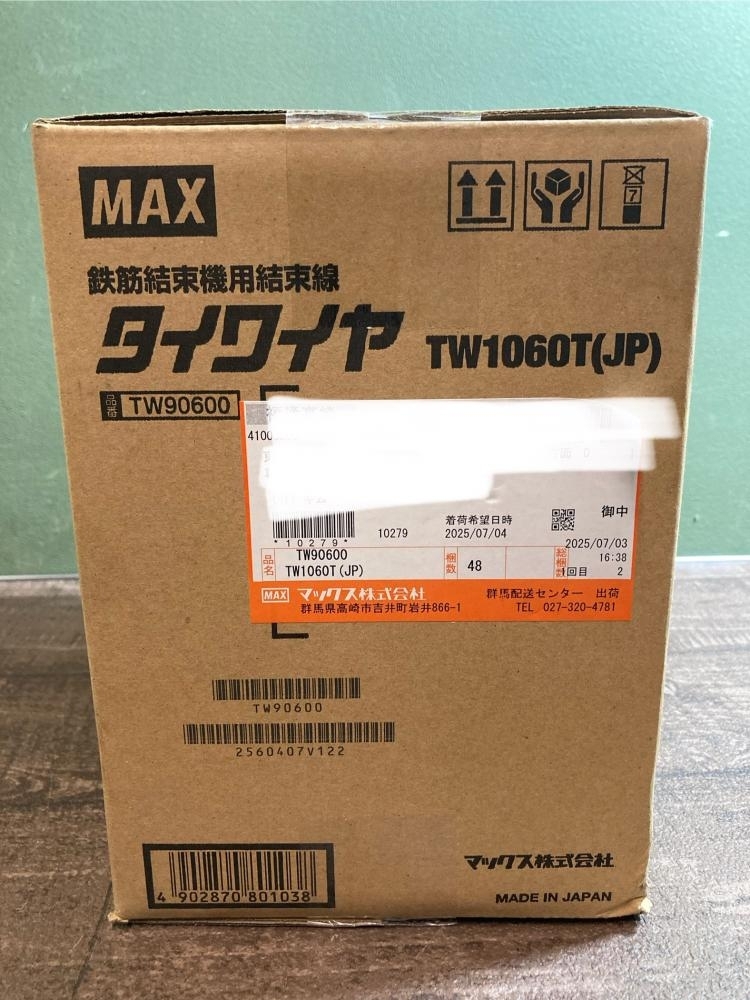 MAX
7
鉄筋結束機用結束線
タイワイヤ TW1060T(JP)
品番 TW90600
4100
着荷希望日時
御中
*10279* 10279 2025/07/04
2025/07/03
16:38
品名 TW90600 TW1060T(JP)
梱数 48
1回目 2
MAX マックス株式会社 群馬配送センター 出荷
群馬県高崎市吉井町岩井866-1 TEL 027-320-4781
TW90600
2560407V122
4 902870 801038
マックス株式会社
MADE IN JAPAN